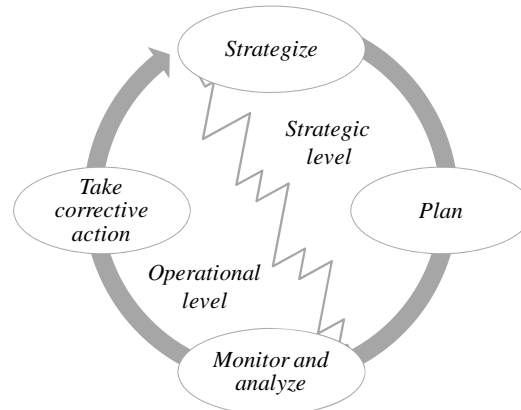 Strategize
Strategic
level
Take
corrective
action
Plan
Operational
level
Monitor and
analyze